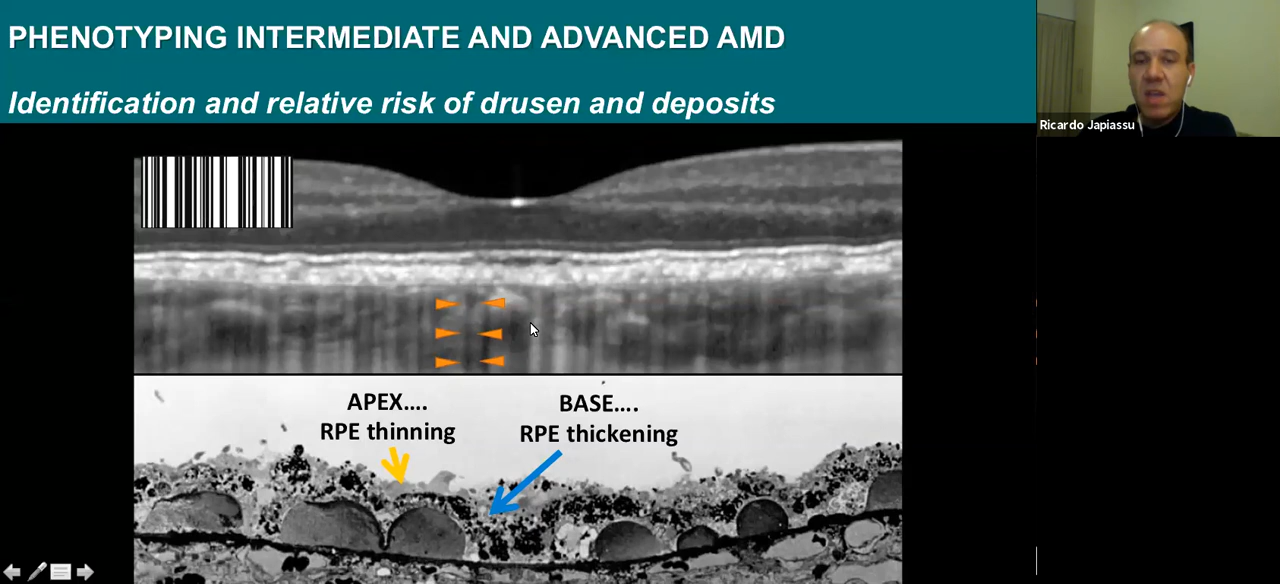 PHENOTYPING INTERMEDIATE AND ADVANCED AMD
Identification and relative risk of drusen and deposits
Ricardo Japiassu
APEX....
RPE thinning
BASE....
RPE thickening